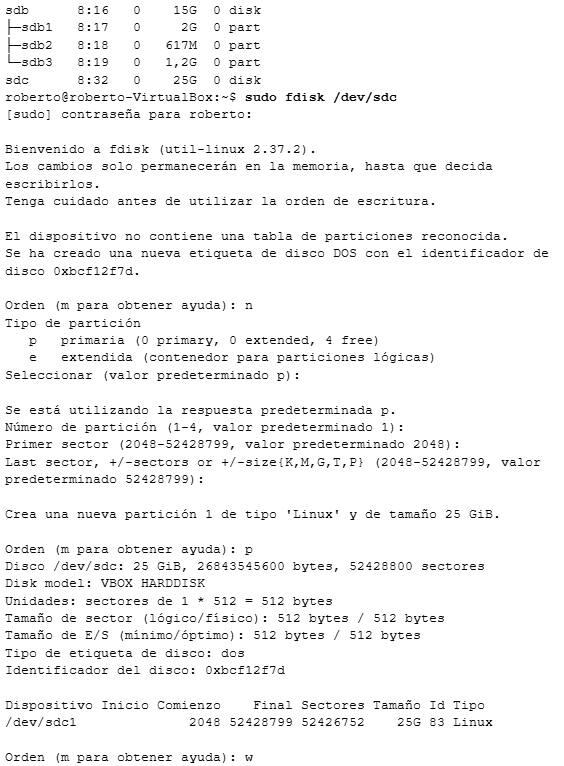 sdb      8:16   0    15G  0 disk
├─sdb1   8:17   0     2G  0 part
├─sdb2   8:18   0   617M  0 part
└─sdb3   8:19   0   1,2G  0 part
sdc      8:32   0    25G  0 disk
roberto@roberto-VirtualBox:~$ sudo fdisk /dev/sdc
[sudo] contraseña para roberto:

Bienvenido a fdisk (util-linux 2.37.2).
Los cambios solo permanecerán en la memoria, hasta que decida
escribirlos.
Tenga cuidado antes de utilizar la orden de escritura.

El dispositivo no contiene una tabla de particiones reconocida.
Se ha creado una nueva etiqueta de disco DOS con el identificador de
disco 0xbcf12f7d.

Orden (m para obtener ayuda): n
Tipo de partición
   p   primaria (0 primary, 0 extended, 4 free)
   e   extendida (contenedor para particiones lógicas)
Seleccionar (valor predeterminado p):

Se está utilizando la respuesta predeterminada p.
Número de partición (1-4, valor predeterminado 1):
Primer sector (2048-52428799, valor predeterminado 2048):
Last sector, +/-sectors or +/-size{K,M,G,T,P} (2048-52428799, valor
predeterminado 52428799):

Crea una nueva partición 1 de tipo 'Linux' y de tamaño 25 GiB.

Orden (m para obtener ayuda): p
Disco /dev/sdc: 25 GiB, 26843545600 bytes, 52428800 sectores
Disk model: VBOX HARDDISK
Unidades: sectores de 1 * 512 = 512 bytes
Tamaño de sector (lógico/físico): 512 bytes / 512 bytes
Tamaño de E/S (mínimo/óptimo): 512 bytes / 512 bytes
Tipo de etiqueta de disco: dos
Identificador del disco: 0xbcf12f7d

Dispositivo Inicio Comienzo    Final Sectores Tamaño Id Tipo
/dev/sdc1              2048 52428799 52426752    25G 83 Linux

Orden (m para obtener ayuda): w